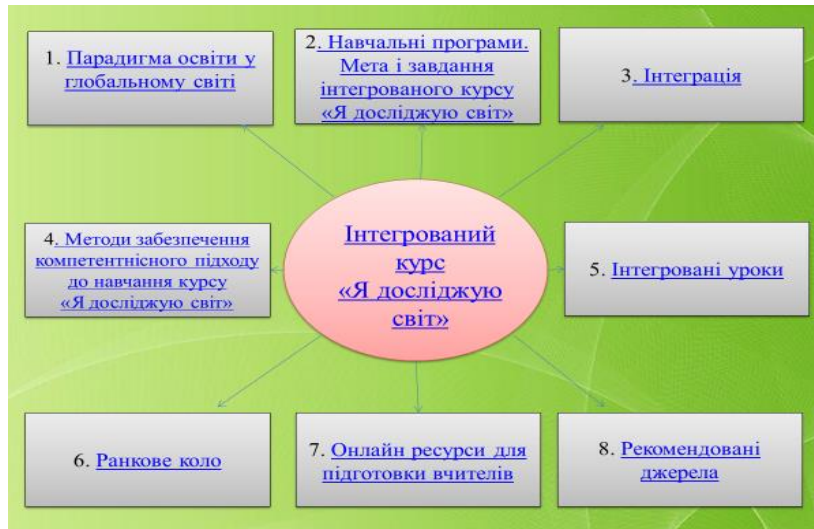 1. Парадигма освіти у
глобальному світі
2. Навчальні програми.
Мета і завдання
інтегрованого курсу
«Я досліджую світ»
3. Інтеграція
4. Методи забезпечення
компетентнісного підходу
до навчання курсу
«Я досліджую світ»
Інтегрований
курс
«Я досліджую
світ»
5. Інтегровані уроки
6. Ранкове коло
7. Онлайн ресурси для
підготовки вчителів
8. Рекомендовані
джерела